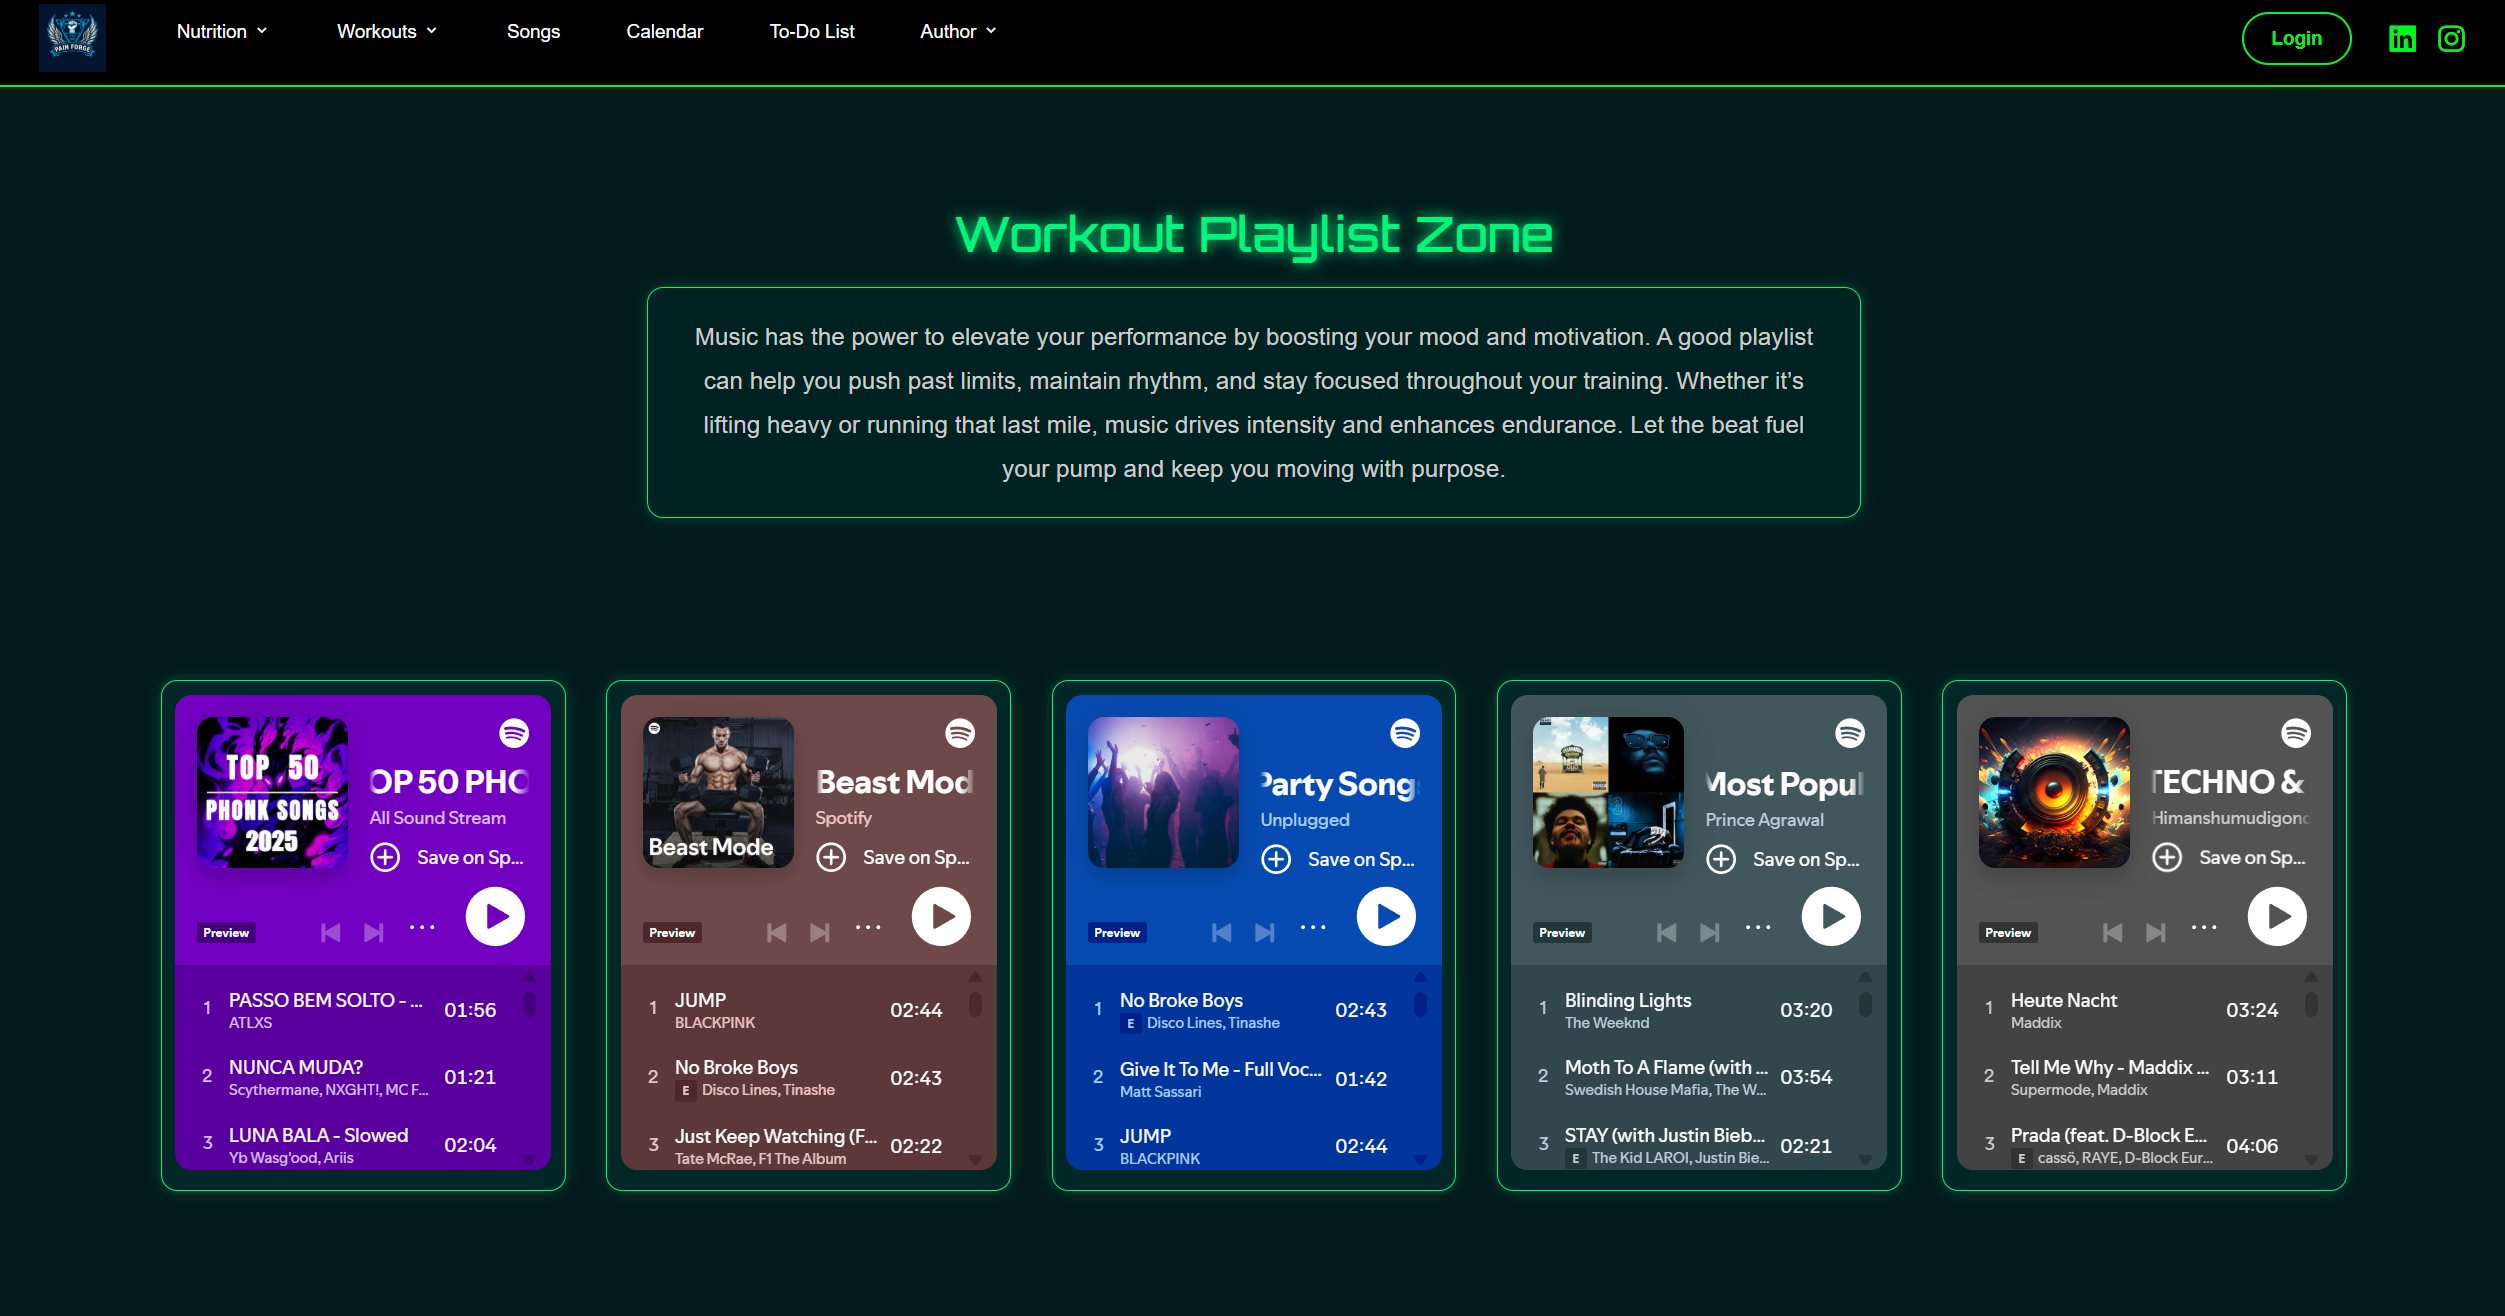 PAIN FORGE
Nutrition
Workouts
Songs
Calendar
To-Do List
Author
Login
Workout Playlist Zone
Music has the power to elevate your performance by boosting your mood and motivation. A good playlist
can help you push past limits, maintain rhythm, and stay focused throughout your training. Whether it's
lifting heavy or running that last mile, music drives intensity and enhances endurance. Let the beat fuel
your pump and keep you moving with purpose.
TOP 50
PHONK SONGS
2025
OP 50 PHO
All Sound Stream
Save on Sp...
Preview
1
PASSO BEM SOLTO - ...
ATLXS
01:56
2
NUNCA MUDA?
Scythermane, NXGHT!, MC F...
01:21
3
LUNA BALA - Slowed
Yb Wasg'ood, Ariis
02:04
Beast Mode
Beast Mod
Spotify
Save on Sp...
Preview
1
JUMP
BLACKPINK
02:44
2
No Broke Boys
E Disco Lines, Tinashe
02:43
3
Just Keep Watching (F...
Tate McRae, F1 The Album
02:22
Party Song
Unplugged
Save on Sp...
Preview
1
No Broke Boys
E Disco Lines, Tinashe
02:43
2
Give It To Me - Full Voc...
Matt Sassari
01:42
3
JUMP
BLACKPINK
02:44
Most Popul
Prince Agrawal
Save on Sp...
Preview
1
Blinding Lights
The Weeknd
03:20
2
Moth To A Flame (with ...
Swedish House Mafia, The W...
03:54
3
STAY (with Justin Bieb...
E The Kid LAROI, Justin Bie...
02:21
TECHNO &
Himanshumudigono
Save on Sp...
Preview
1
Heute Nacht
Maddix
03:24
2
Tell Me Why - Maddix ...
Supermode, Maddix
03:11
3
Prada (feat. D-Block E...
E cassö, RAYE, D-Block Eur...
04:06